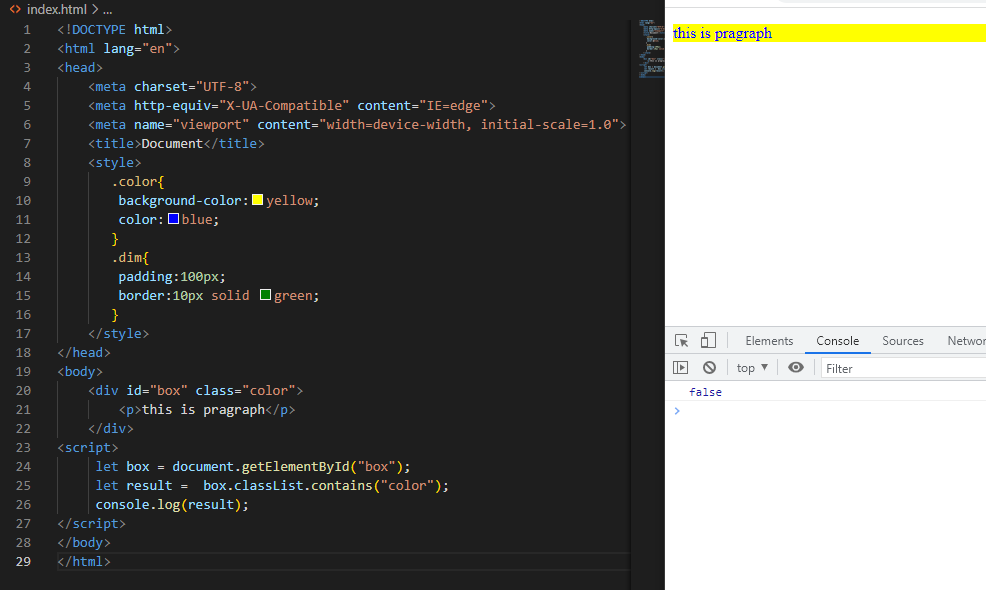 index.html > ...
1 <!DOCTYPE html>
2 <html lang="en">
3 <head>
4 <meta charset="UTF-8">
5 <meta http-equiv="X-UA-Compatible" content="IE=edge">
6 <meta name="viewport" content="width=device-width, initial-scale=1.0">
7 <title>Document</title>
8 <style>
9 .color{
10 background-color:yellow;
11 color:blue;
12 }
13 .dim{
14 padding:100px;
15 border:10px solid green;
16 }
17 </style>
18 </head>
19 <body>
20 <div id="box" class="color">
21 <p>this is pragraph</p>
22 </div>
23 <script>
24 let box = document.getElementById("box");
25 let result =  box.classList.contains("color");
26 console.log(result);
27 </script>
28 </body>
29 </html>
this is pragraph
Elements Console Sources Networ
top Filter
false